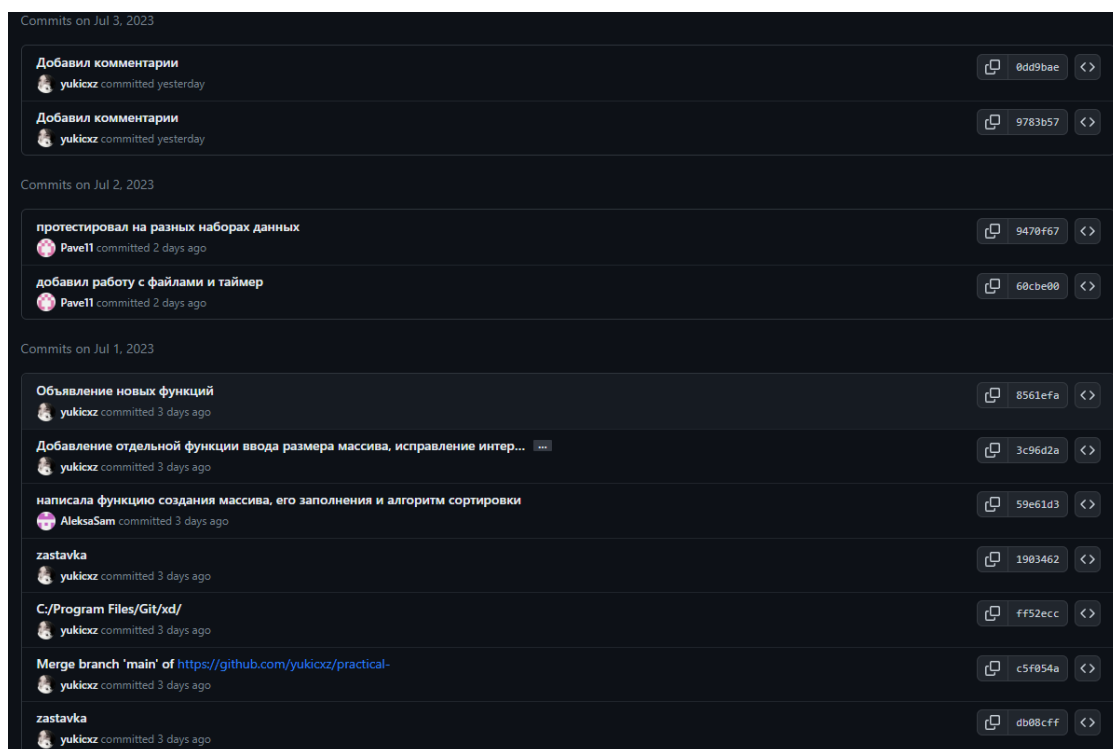 Commits on Jul 3, 2023
Добавил комментарии
0dd9bae
yukicxz committed yesterday
Добавил комментарии
9783b57
yukicxz committed yesterday
Commits on Jul 2, 2023
протестировал на разных наборах данных
9470f67
Pave11 committed 2 days ago
добавил работу с файлами и таймер
60cbe00
Pave11 committed 2 days ago
Commits on Jul 1, 2023
Объявление новых функций
8561efa
yukicxz committed 3 days ago
Добавление отдельной функции ввода размера массива, исправление интер... ...
3c96d2a
yukicxz committed 3 days ago
написала функцию создания массива, его заполнения и алгоритм сортировки
59e61d3
AleksaSam committed 3 days ago
zastavka
1903462
yukicxz committed 3 days ago
C:/Program Files/Git/xd/
ff52ecc
yukicxz committed 3 days ago
Merge branch 'main' of https://github.com/yukicxz/practical-
c5f054a
yukicxz committed 3 days ago
zastavka
db08cff
yukicxz committed 3 days ago